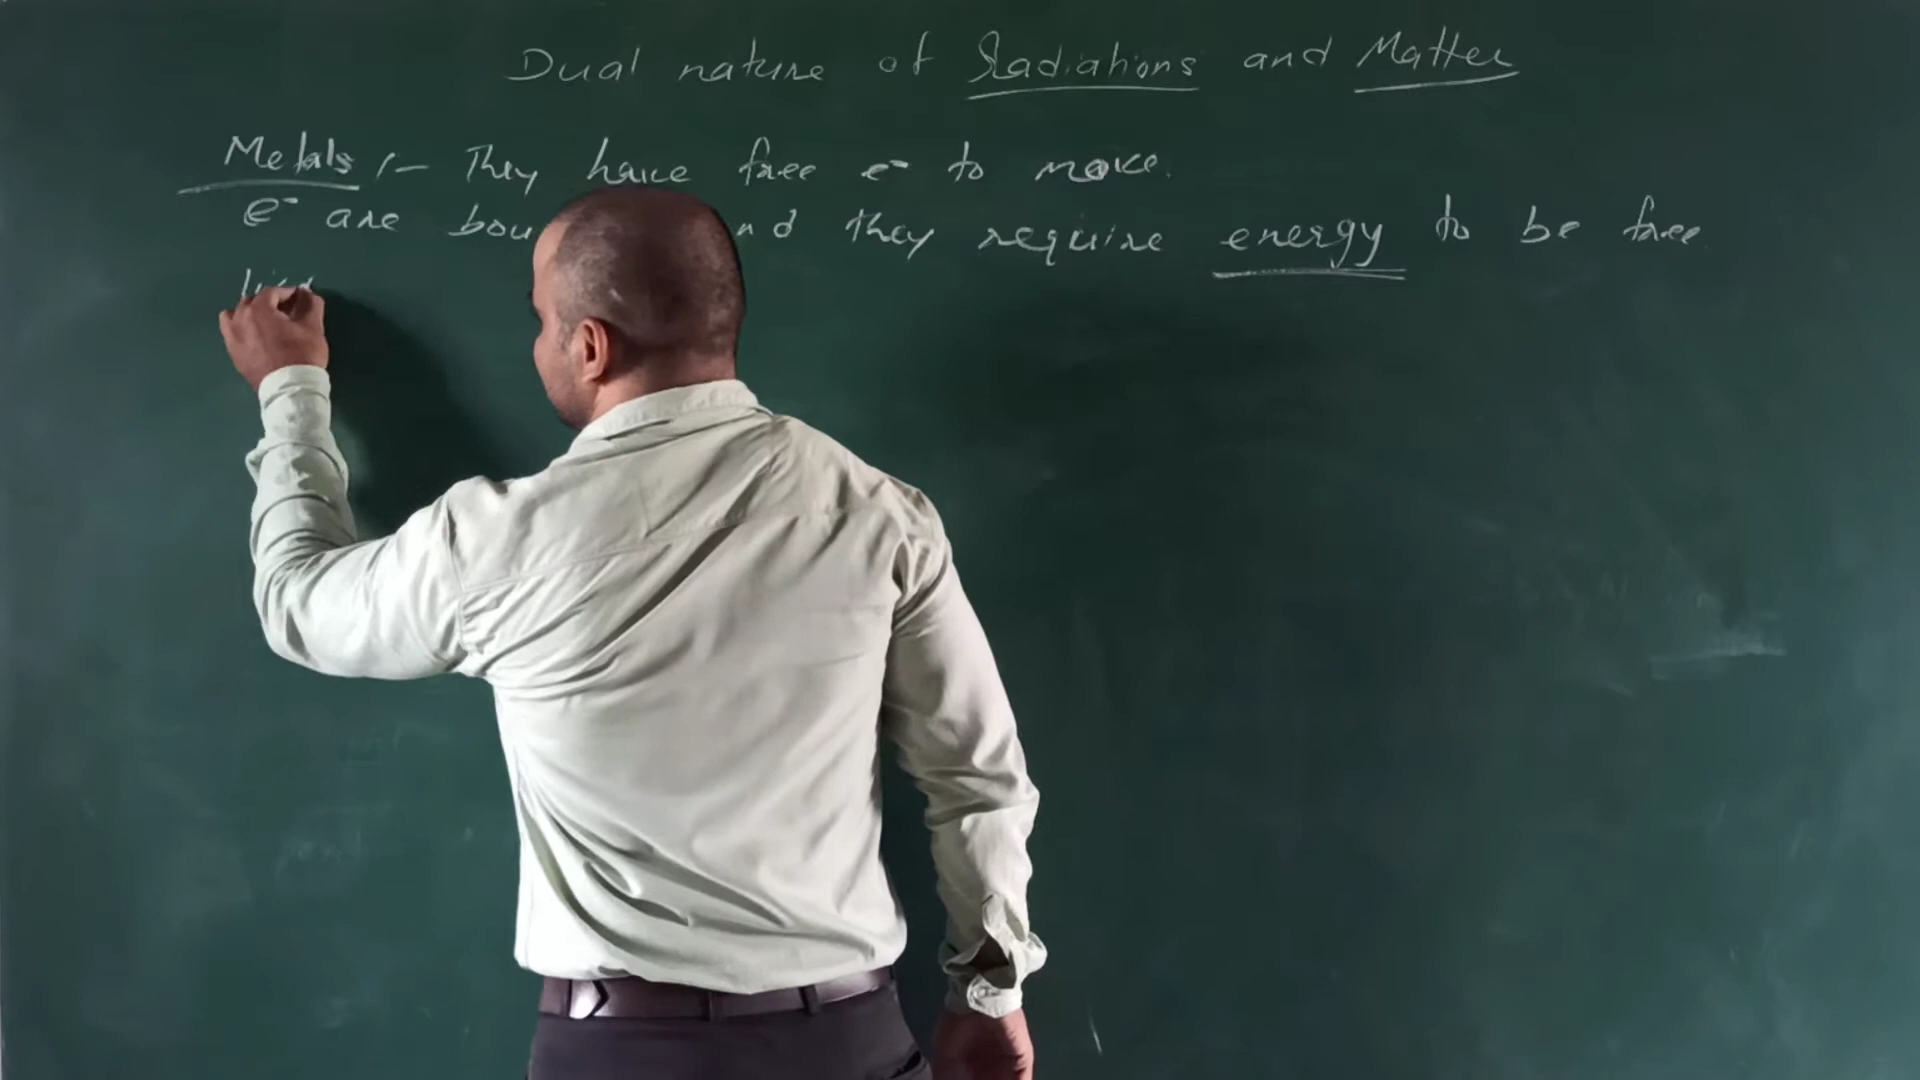 Dual nature of Radiations and Matter
Metals :- They have free e⁻ to move.
e⁻ are and they require energy to be free